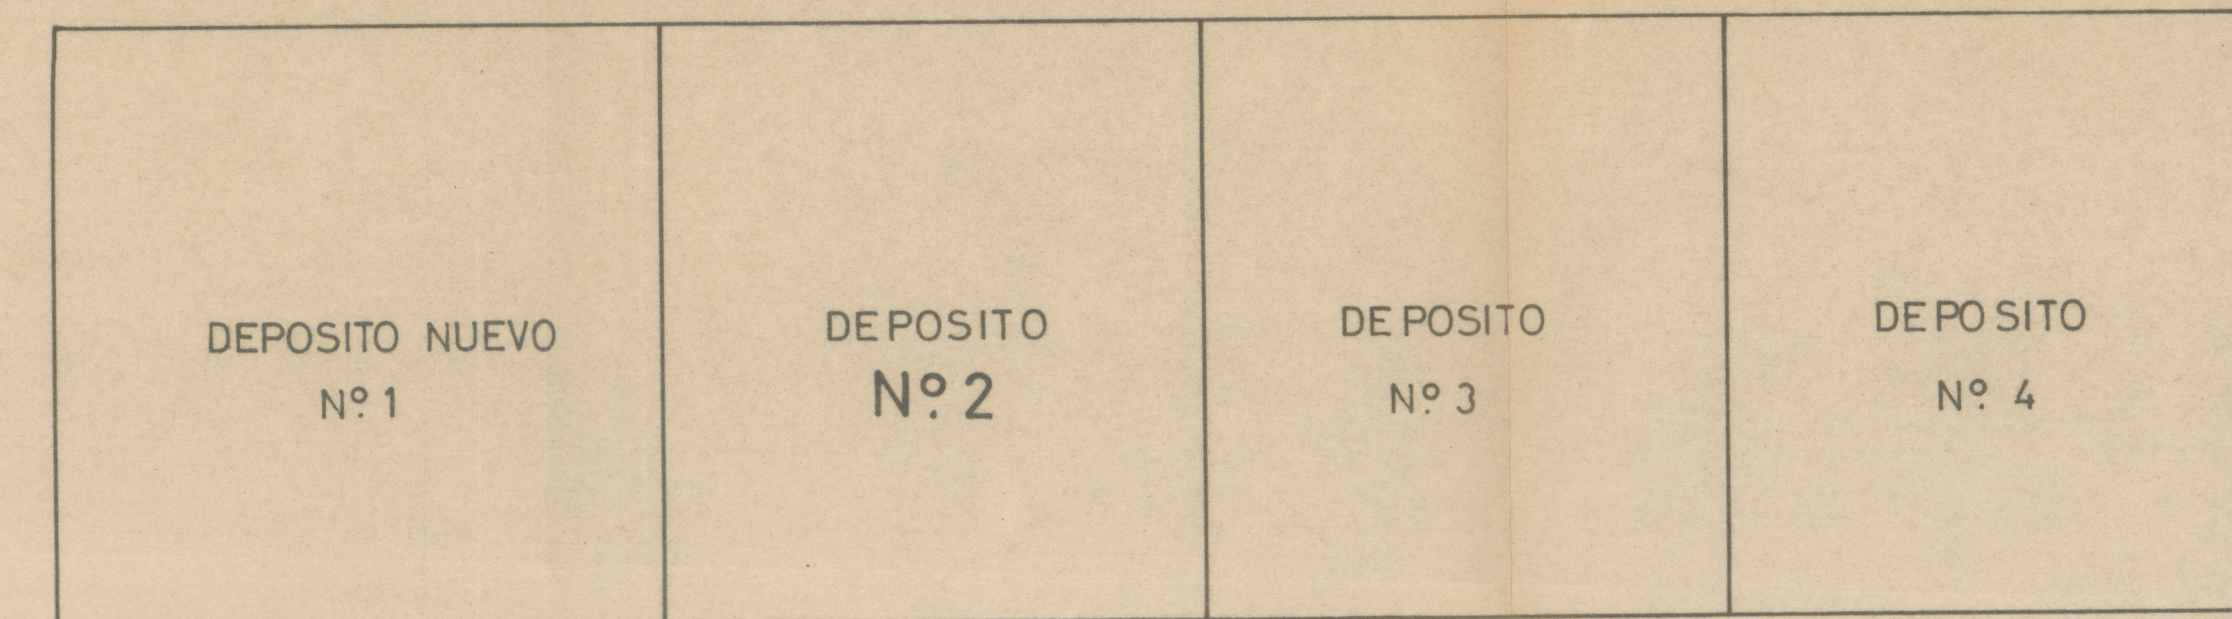 DEPOSITO NUEVO
Nº. 1
DEPOSITO
Nº. 2
DEPOSITO
Nº. 3
DEPOSITO
Nº. 4